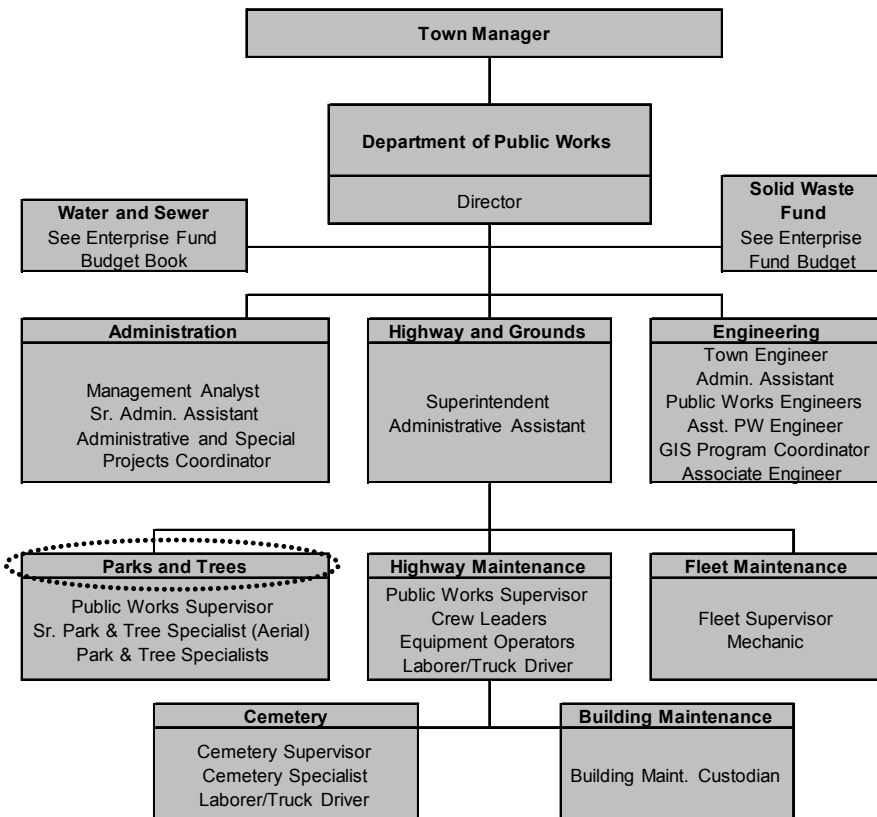 Town Manager
Department of Public Works
Director
Water and Sewer
See Enterprise Fund
Budget Book
Solid Waste
Fund
See Enterprise
Fund Budget
Administration
Management Analyst
Sr. Admin. Assistant
Administrative and Special
Projects Coordinator
Highway and Grounds
Superintendent
Administrative Assistant
Engineering
Town Engineer
Admin. Assistant
Public Works Engineers
Asst. PW Engineer
GIS Program Coordinator
Associate Engineer
Parks and Trees
Public Works Supervisor
Sr. Park & Tree Specialist (Aerial)
Park & Tree Specialists
Highway Maintenance
Public Works Supervisor
Crew Leaders
Equipment Operators
Laborer/Truck Driver
Fleet Maintenance
Fleet Supervisor
Mechanic
Cemetery
Cemetery Supervisor
Cemetery Specialist
Laborer/Truck Driver
Building Maintenance
Building Maint. Custodian